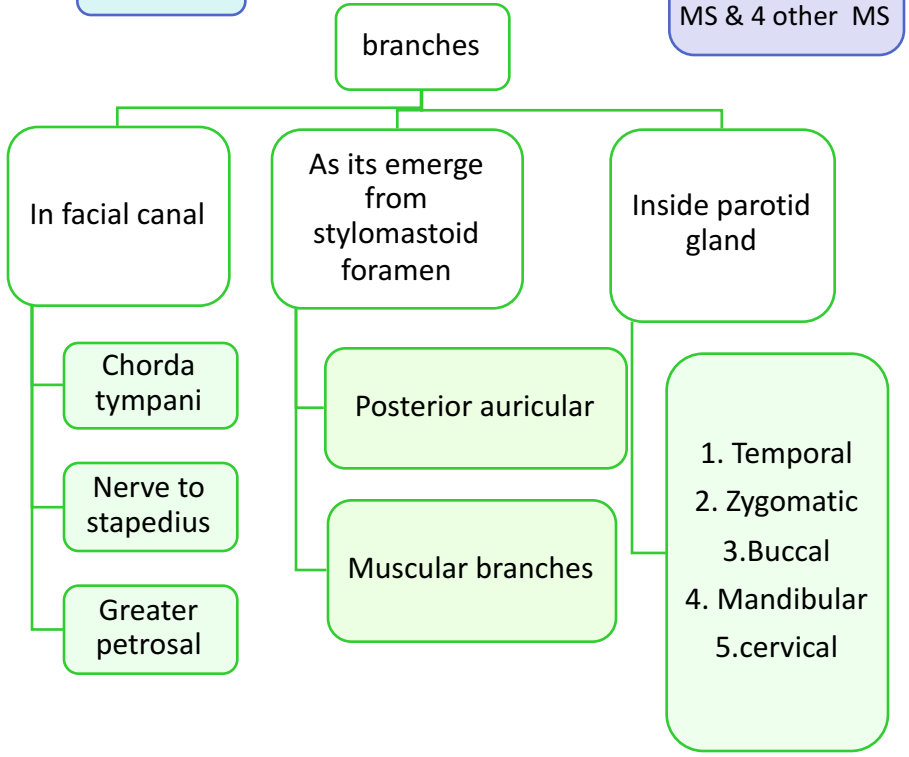 MS & 4 other MS
branches
In facial canal
As its emerge
from
stylomastoid
foramen
Inside parotid
gland
Chorda
tympani
Nerve to
stapedius
Greater
petrosal
Posterior auricular
Muscular branches
1. Temporal
2. Zygomatic
3.Buccal
4. Mandibular
5.cervical